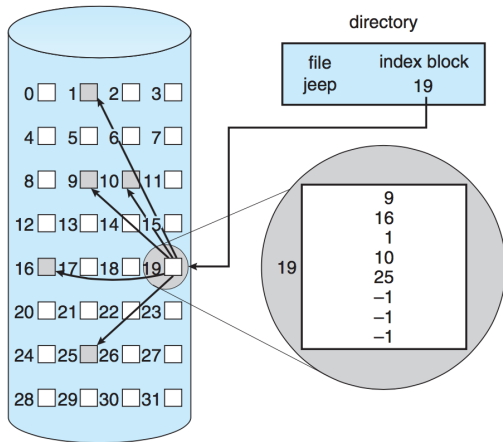 directory
file index block
jeep 19
0 1 2 3
4 5 6 7
8 9 10 11
12 13 14 15
16 17 18 19
20 21 22 23
24 25 26 27
28 29 30 31
19
9
16
1
10
25
–1
–1
–1